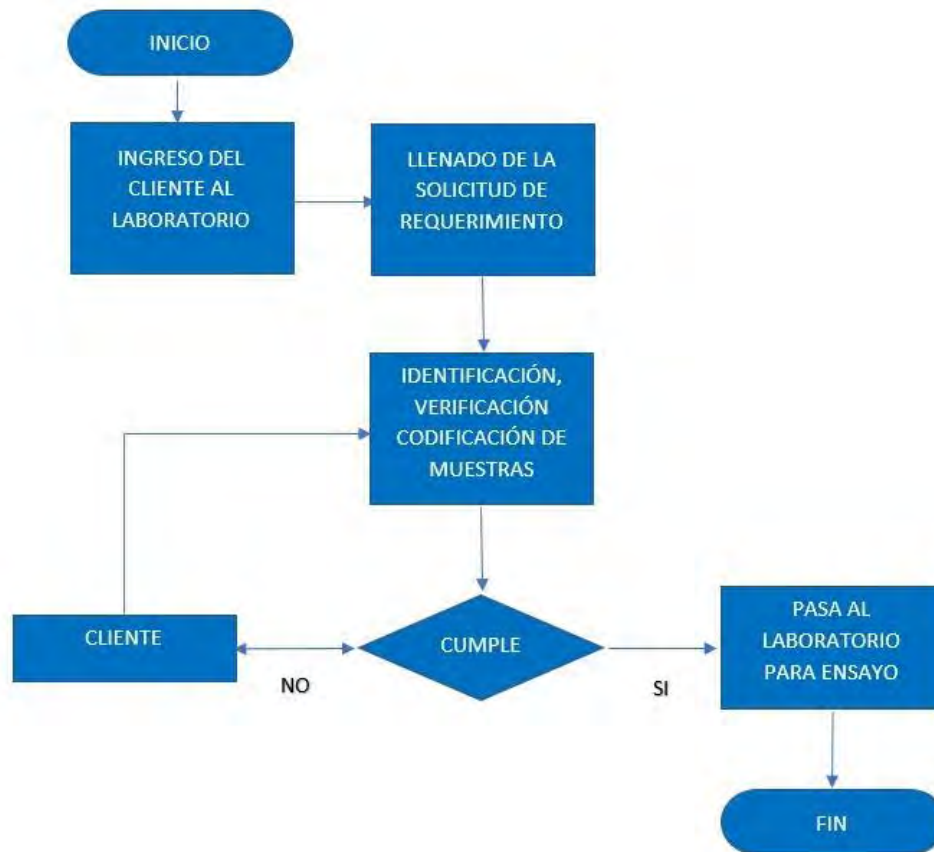 INICIO
INGRESO DEL
CLIENTE AL
LABORATORIO
LLENADO DE LA
SOLICITUD DE
REQUERIMIENTO
IDENTIFICACIÓN,
VERIFICACIÓN
CODIFICACIÓN DE
MUESTRAS
CLIENTE
NO
CUMPLE
SI
PASA AL
LABORATORIO
PARA ENSAYO
FIN